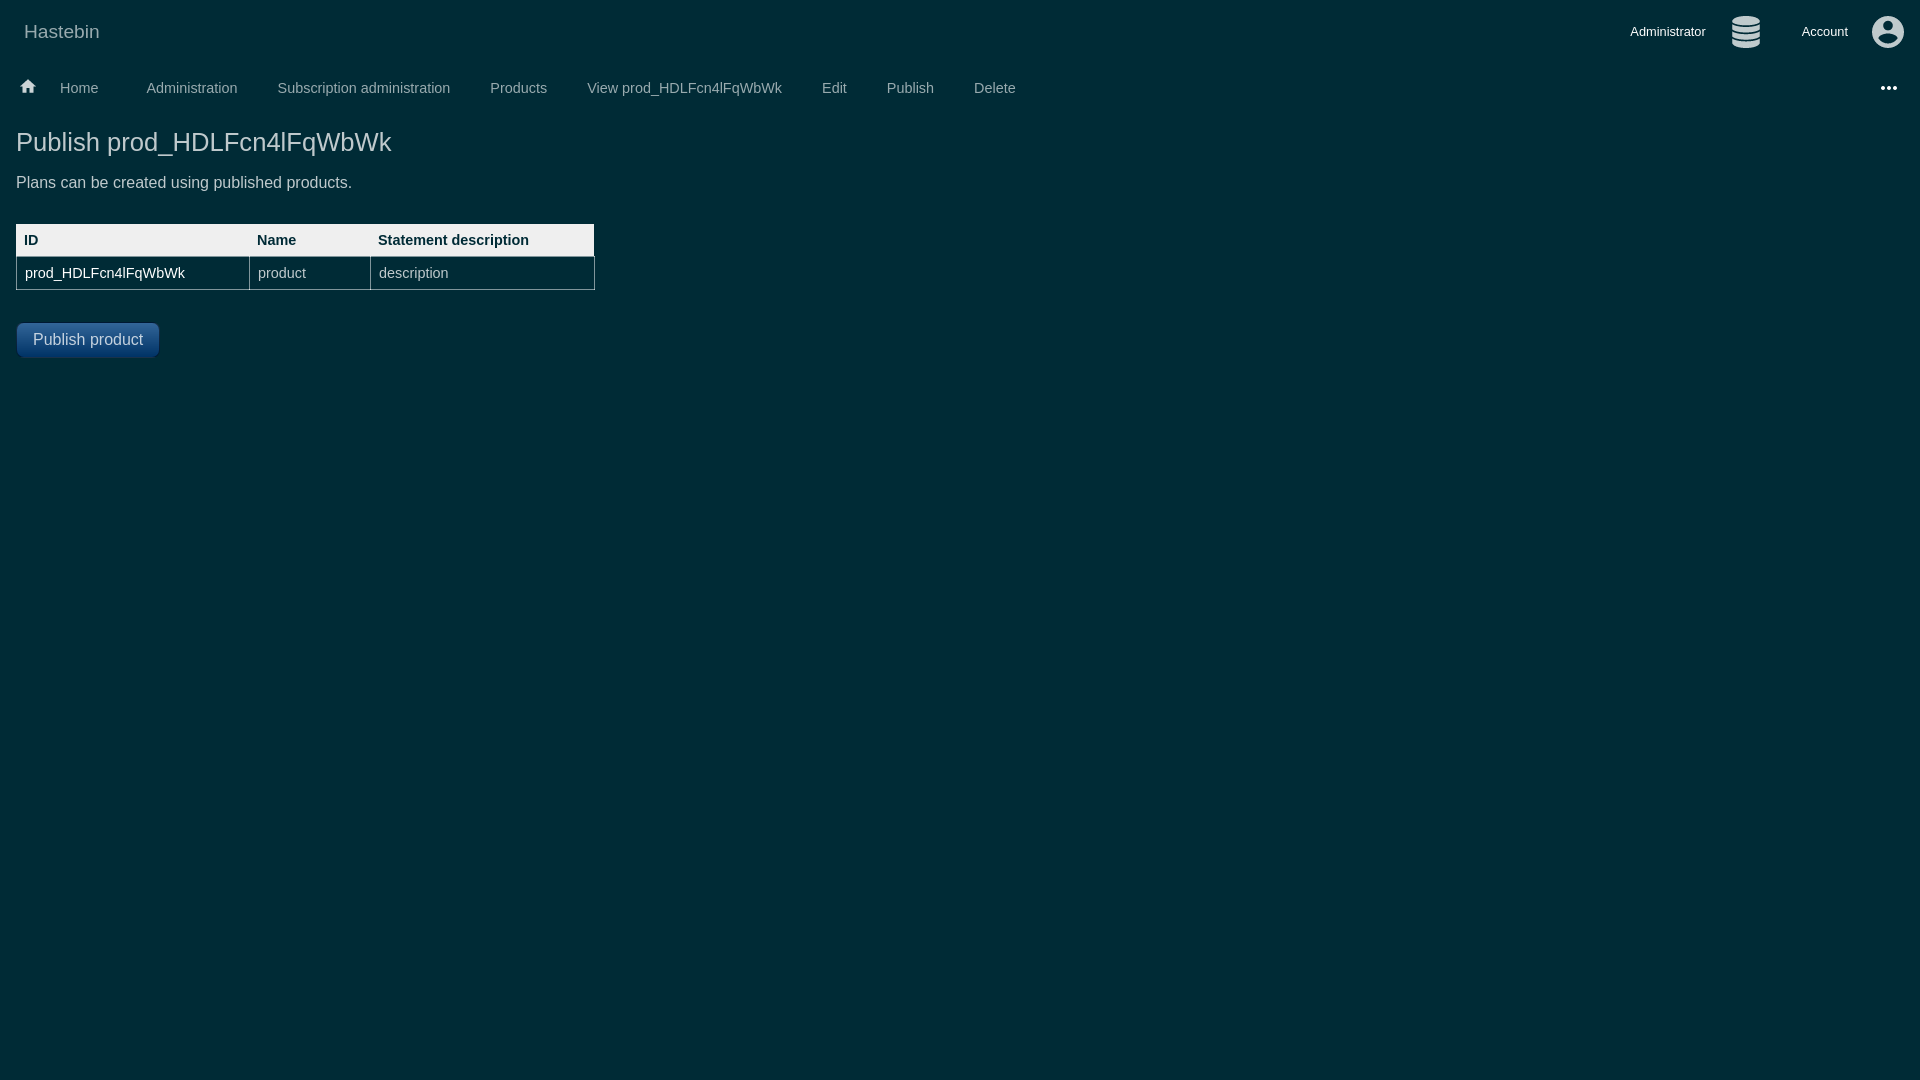 Hastebin
Administrator
Account
Home
Administration
Subscription administration
Products
View prod_HDLFcn4lFqWbWk
Edit
Publish
Delete
Publish prod_HDLFcn4lFqWbWk
Plans can be created using published products.
ID Name Statement description
prod_HDLFcn4lFqWbWk product description
Publish product